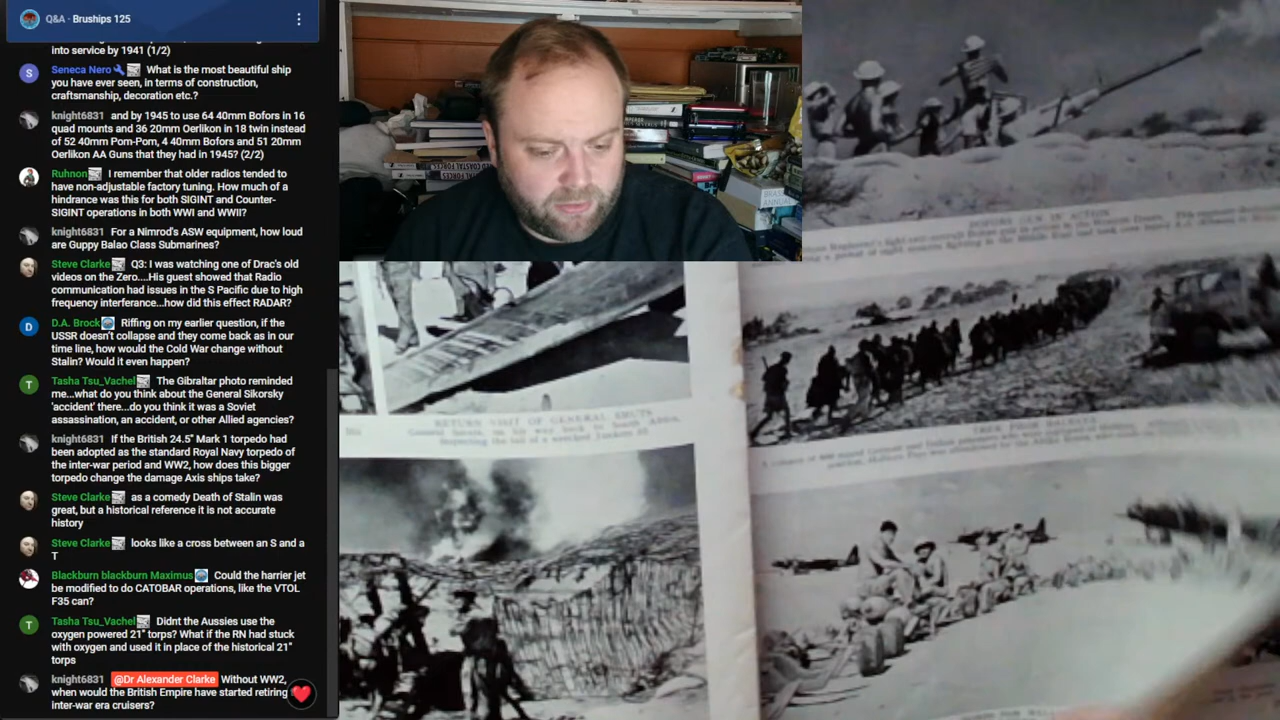 Q&A • Bruships 125
into service by 1941 (1/2)
Seneca Nero What is the most beautiful ship
you have ever seen, in terms of construction,
craftsmanship, decoration etc.?
knight6831 and by 1945 to use 64 40mm Bofors in 16
quad mounts and 36 20mm Oerlikon in 18 twin instead
of 52 40mm Pom-Pom, 4 40mm Bofors and 51 20mm
Oerlikon AA Guns that they had in 1945? (2/2)
Ruhnon I remember that older radios tended to
have non-adjustable factory tuning. How much of a
hindrance was this for both SIGINT and Counter-
SIGINT operations in both WWI and WWII?
knight6831 For a Nimrod's ASW equipment, how loud
are Guppy Balao Class Submarines?
Steve Clarke Q3: I was watching one of Drac's old
videos on the Zero....His guest showed that Radio
communication had issues in the S Pacific due to high
frequency interferance...how did this effect RADAR?
D.A. Brock Riffing on my earlier question, if the
USSR doesn't collapse and they come back as in our
time line, how would the Cold War change without
Stalin? Would it even happen?
Tasha Tsu_Vachel The Gibraltar photo reminded
me...what do you think about the General Sikorsky
'accident' there...do you think it was a Soviet
assassination, an accident, or other Allied agencies?
knight6831 If the British 24.5" Mark 1 torpedo had
been adopted as the standard Royal Navy torpedo of
the inter-war period and WW2, how does this bigger
torpedo change the damage Axis ships take?
Steve Clarke as a comedy Death of Stalin was
great, but a historical reference it is not accurate
history
Steve Clarke looks like a cross between an S and a
T
Blackburn blackburn Maximus Could the harrier jet
be modified to do CATOBAR operations, like the VTOL
F35 can?
Tasha Tsu_Vachel Didnt the Aussies use the
oxygen powered 21" torps? What if the RN had stuck
with oxygen and used it in place of the historical 21"
torps
knight6831 @Dr Alexander Clarke Without WW2,
when would the British Empire have started retiring
inter-war era cruisers?
RETURN VISIT OF GENERAL SMUTS
BOFORS GUN IN ACTION